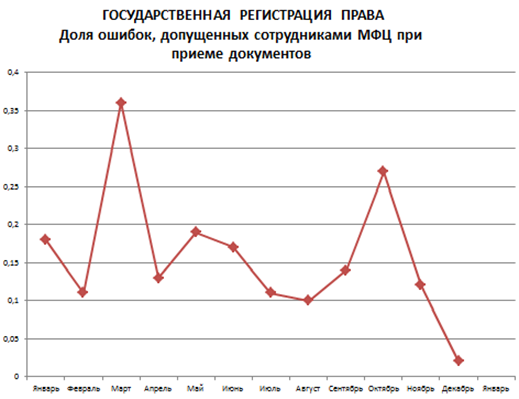 ГОСУДАРСТВЕННАЯ РЕГИСТРАЦИЯ ПРАВА
Доля ошибок, допущенных сотрудниками МФЦ при
приеме документов
0,4
0,35
0,3
0,25
0,2
0,15
0,1
0,05
0
Январь Февраль Март Апрель Май Июнь Июль Август Сентябрь Октябрь Ноябрь Декабрь Январь